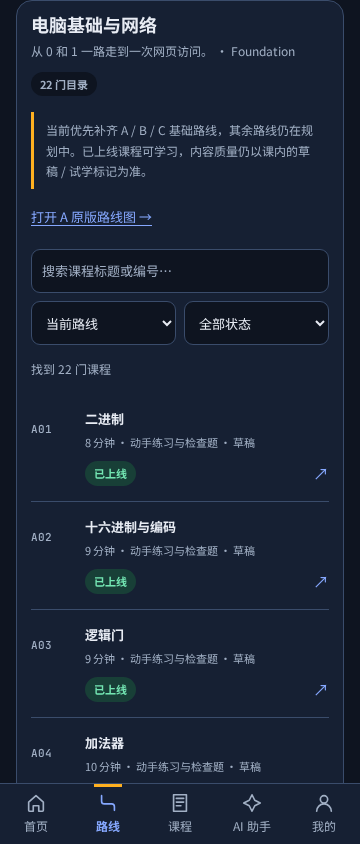 电脑基础与网络
从 0 和 1 一路走到一次网页访问。 • Foundation
22 门目录
当前优先补齐 A / B / C 基础路线，其余路线仍在规
划中。已上线课程可学习，内容质量仍以课内的草
稿 / 试学标记为准。
打开 A 原版路线图 →
搜索课程标题或编号…
当前路线
全部状态
找到 22 门课程
A01
二进制
8 分钟 • 动手练习与检查题 • 草稿
已上线 ↗
A02
十六进制与编码
9 分钟 • 动手练习与检查题 • 草稿
已上线 ↗
A03
逻辑门
9 分钟 • 动手练习与检查题 • 草稿
已上线 ↗
A04
加法器
10 分钟 • 动手练习与检查题 • 草稿
首页 路线 课程 AI 助手 我的